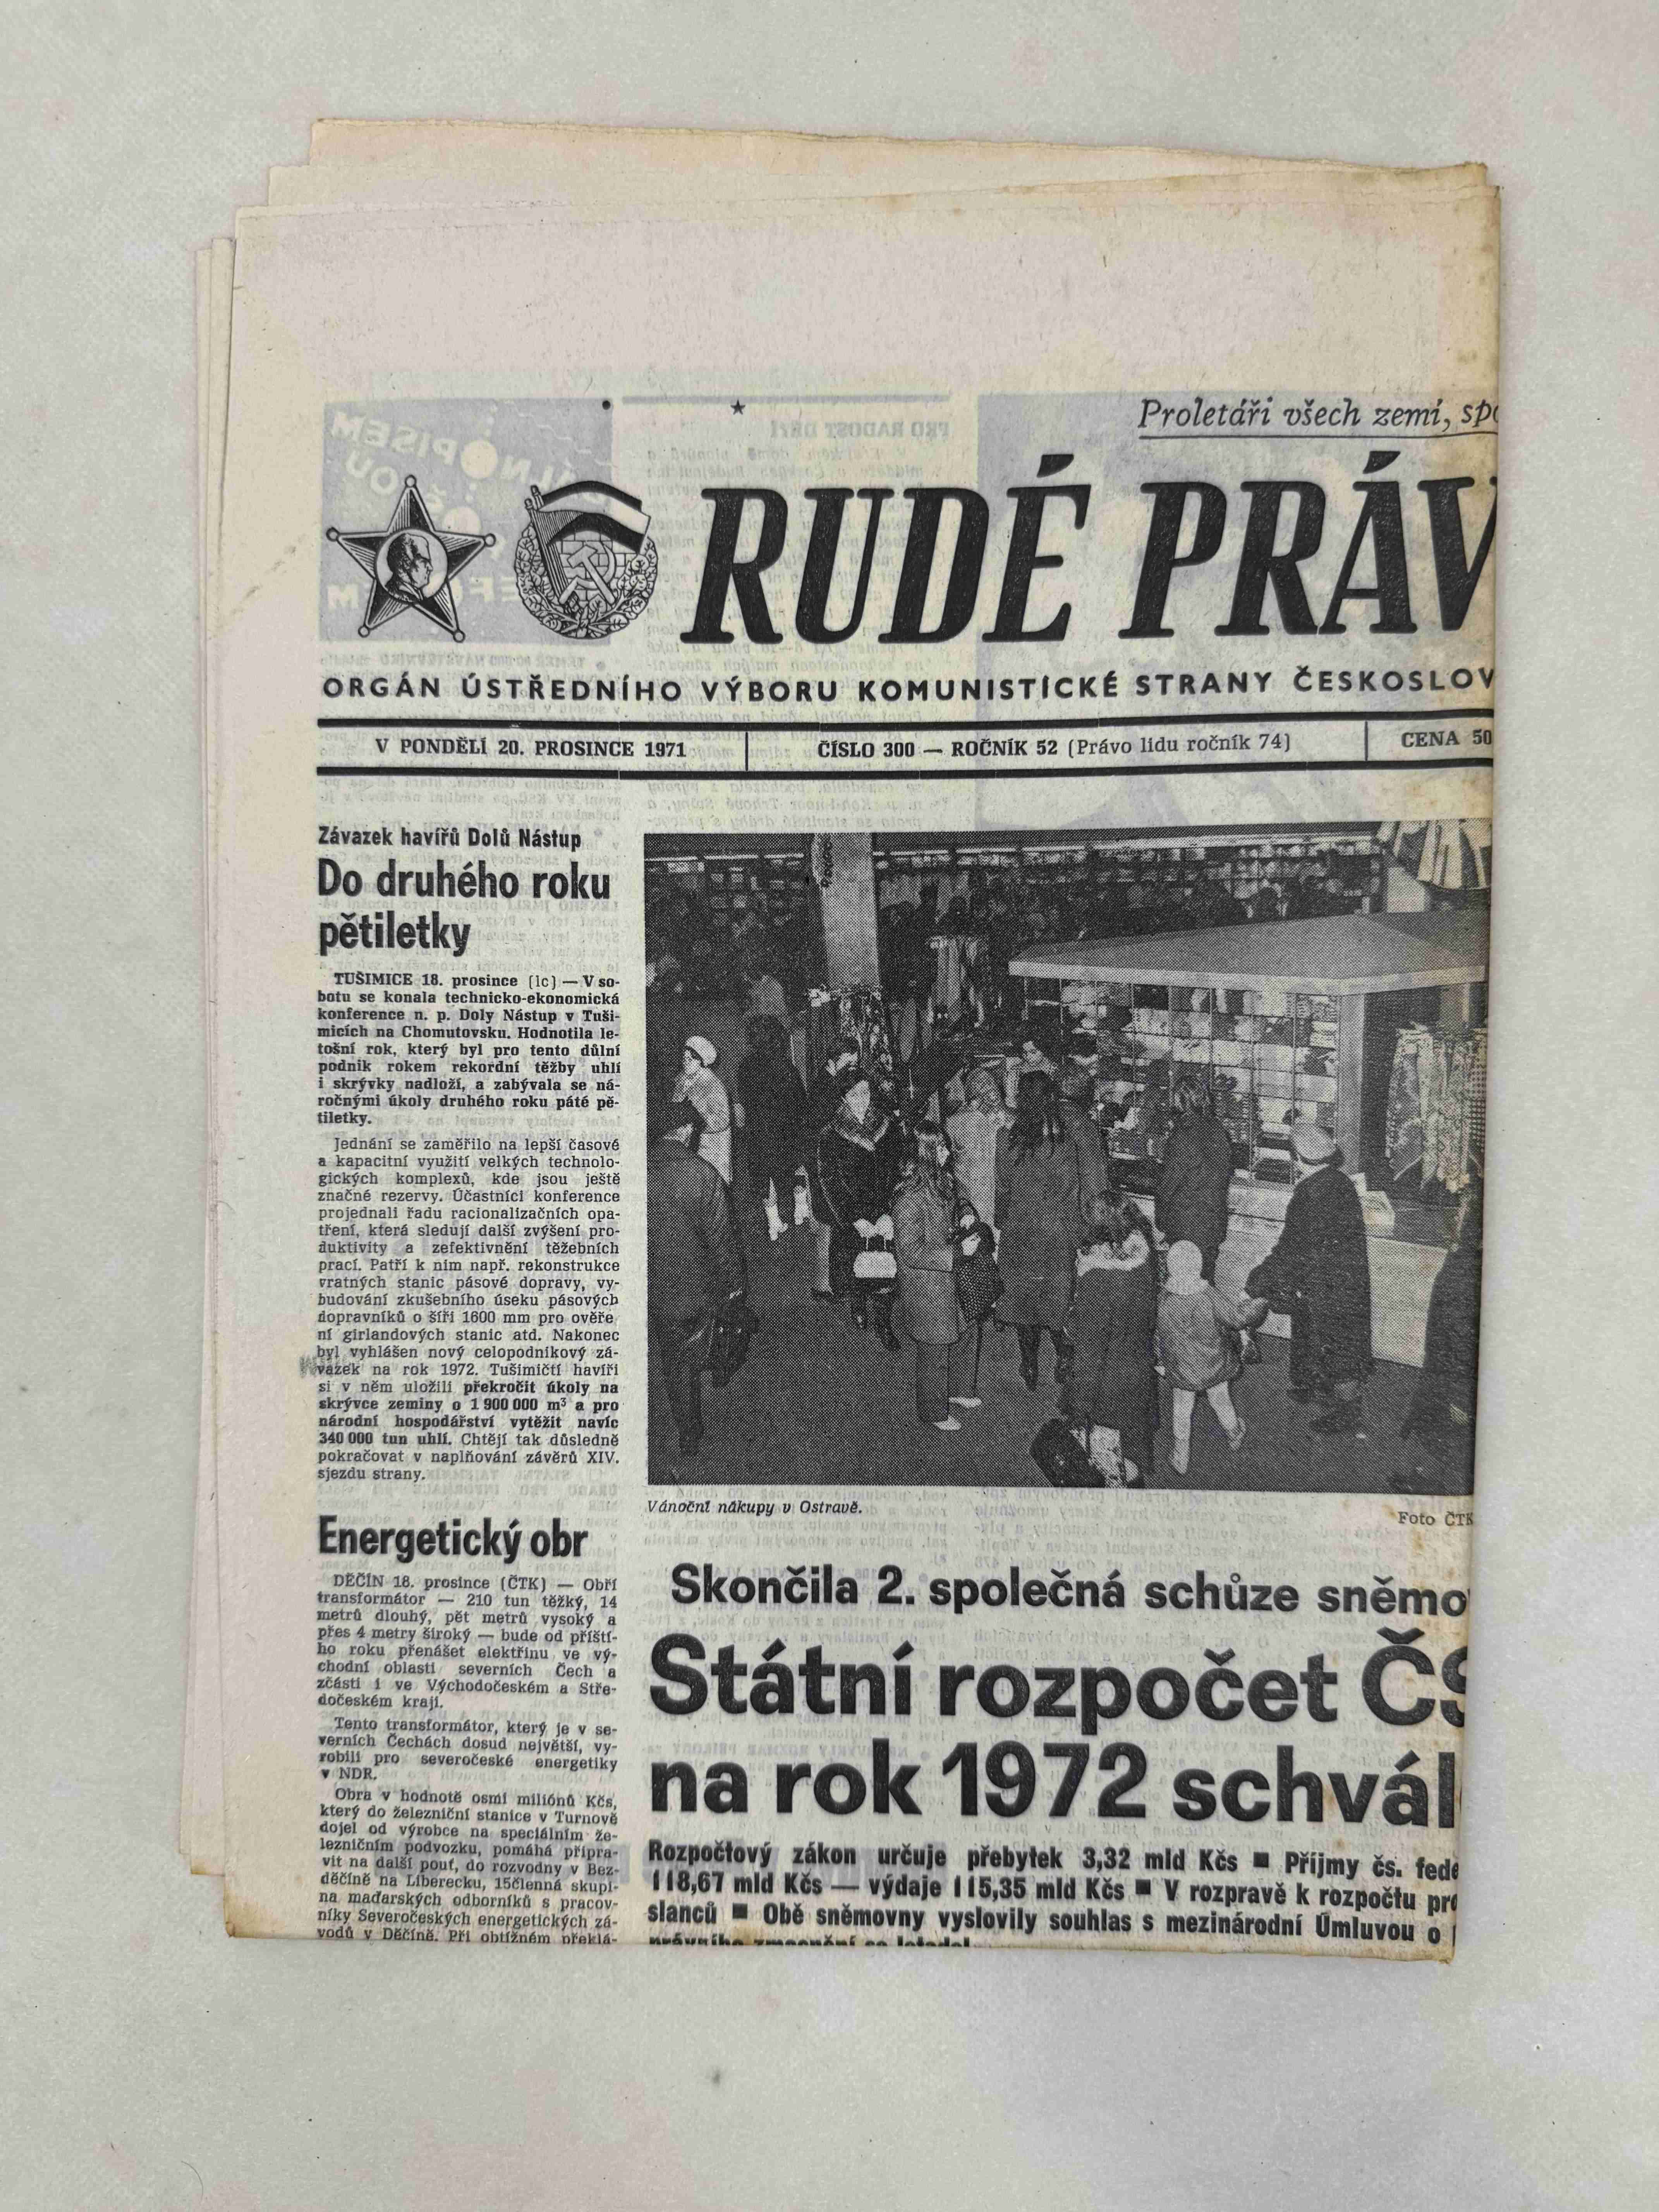 Proletáři všech zemí, spo
RUDÉ PRÁV
ORGÁN ÚSTŘEDNÍHO VÝBORU KOMUNISTICKÉ STRANY ČESKOSLOV
V PONDĚLÍ 20. PROSINCE 1971
ČÍSLO 300 — ROČNÍK 52 (Právo lidu ročník 74)
CENA 50
Závazek havířů Dolů Nástup
Do druhého roku
pětiletky
TUŠIMICE 18. prosince (lc) — V so-
botu se konala technicko-ekonomická
konference n. p. Doly Nástup v Tuši-
micích na Chomutovsku. Hodnotila le-
tošní rok, který byl pro tento důlní
podnik rokem rekordní těžby uhlí
i skrývky nadloží, a zabývala se ná-
ročnými úkoly druhého roku páté pě-
tiletky.
Jednání se zaměřilo na lepší časové
a kapacitní využití velkých technolo-
gických komplexů, kde jsou ještě
značné rezervy. Účastníci konference
projednali řadu racionalizačních opa-
tření, která sledují další zvýšení pro-
duktivity a zefektivnění těžebních
prací. Patří k nim např. rekonstrukce
vratných stanic pásové dopravy, vy-
budování zkušebního úseku pásových
dopravníků o šíři 1600 mm pro ověře
ní girlandových stanic atd. Nakonec
byl vyhlášen nový celopodnikový zá-
vazek na rok 1972. Tušimičtí havíři
si v něm uložili překročit úkoly na
skrývce zeminy o 1 900 000 m³ a pro
národní hospodářství vytěžit navíc
340 000 tun uhlí. Chtějí tak důsledně
pokračovat v naplňování závěrů XIV.
sjezdu strany.
Energetický obr
DĚČÍN 18. prosince (ČTK) — Obří
transformátor — 210 tun těžký, 14
metrů dlouhý, pět metrů vysoký a
přes 4 metry široký — bude od příští-
ho roku přenášet elektřinu ve vý-
chodní oblasti severních Čech a
zčásti i ve Východočeském a Stře-
dočeském kraji.
Tento transformátor, který je v se-
verních Čechách dosud největší, vy-
robili pro severočeské energetiky
v NDR.
Obra v hodnotě osmi miliónů Kčs,
který do železniční stanice v Turnově
dojel od výrobce na speciálním že-
lezničním podvozku, pomáhá připra-
vit na další pouť, do rozvodny v Bez-
děčíně na Liberecku, 15členná skupi-
na maďarských odborníků s pracov-
níky Severočeských energetických zá-
vodů v Děčíně. Při obtížném překlá-
Vánoční nákupy v Ostravě.
Foto ČTK
Skončila 2. společná schůze sněmo
Státní rozpočet ČS
na rok 1972 schvál
Rozpočtový zákon určuje přebytek 3,32 mld Kčs ■ Příjmy čs. fede
118,67 mld Kčs — výdaje 115,35 mld Kčs ■ V rozpravě k rozpočtu pro
slanců ■ Obě sněmovny vyslovily souhlas s mezinárodní Úmluvou o